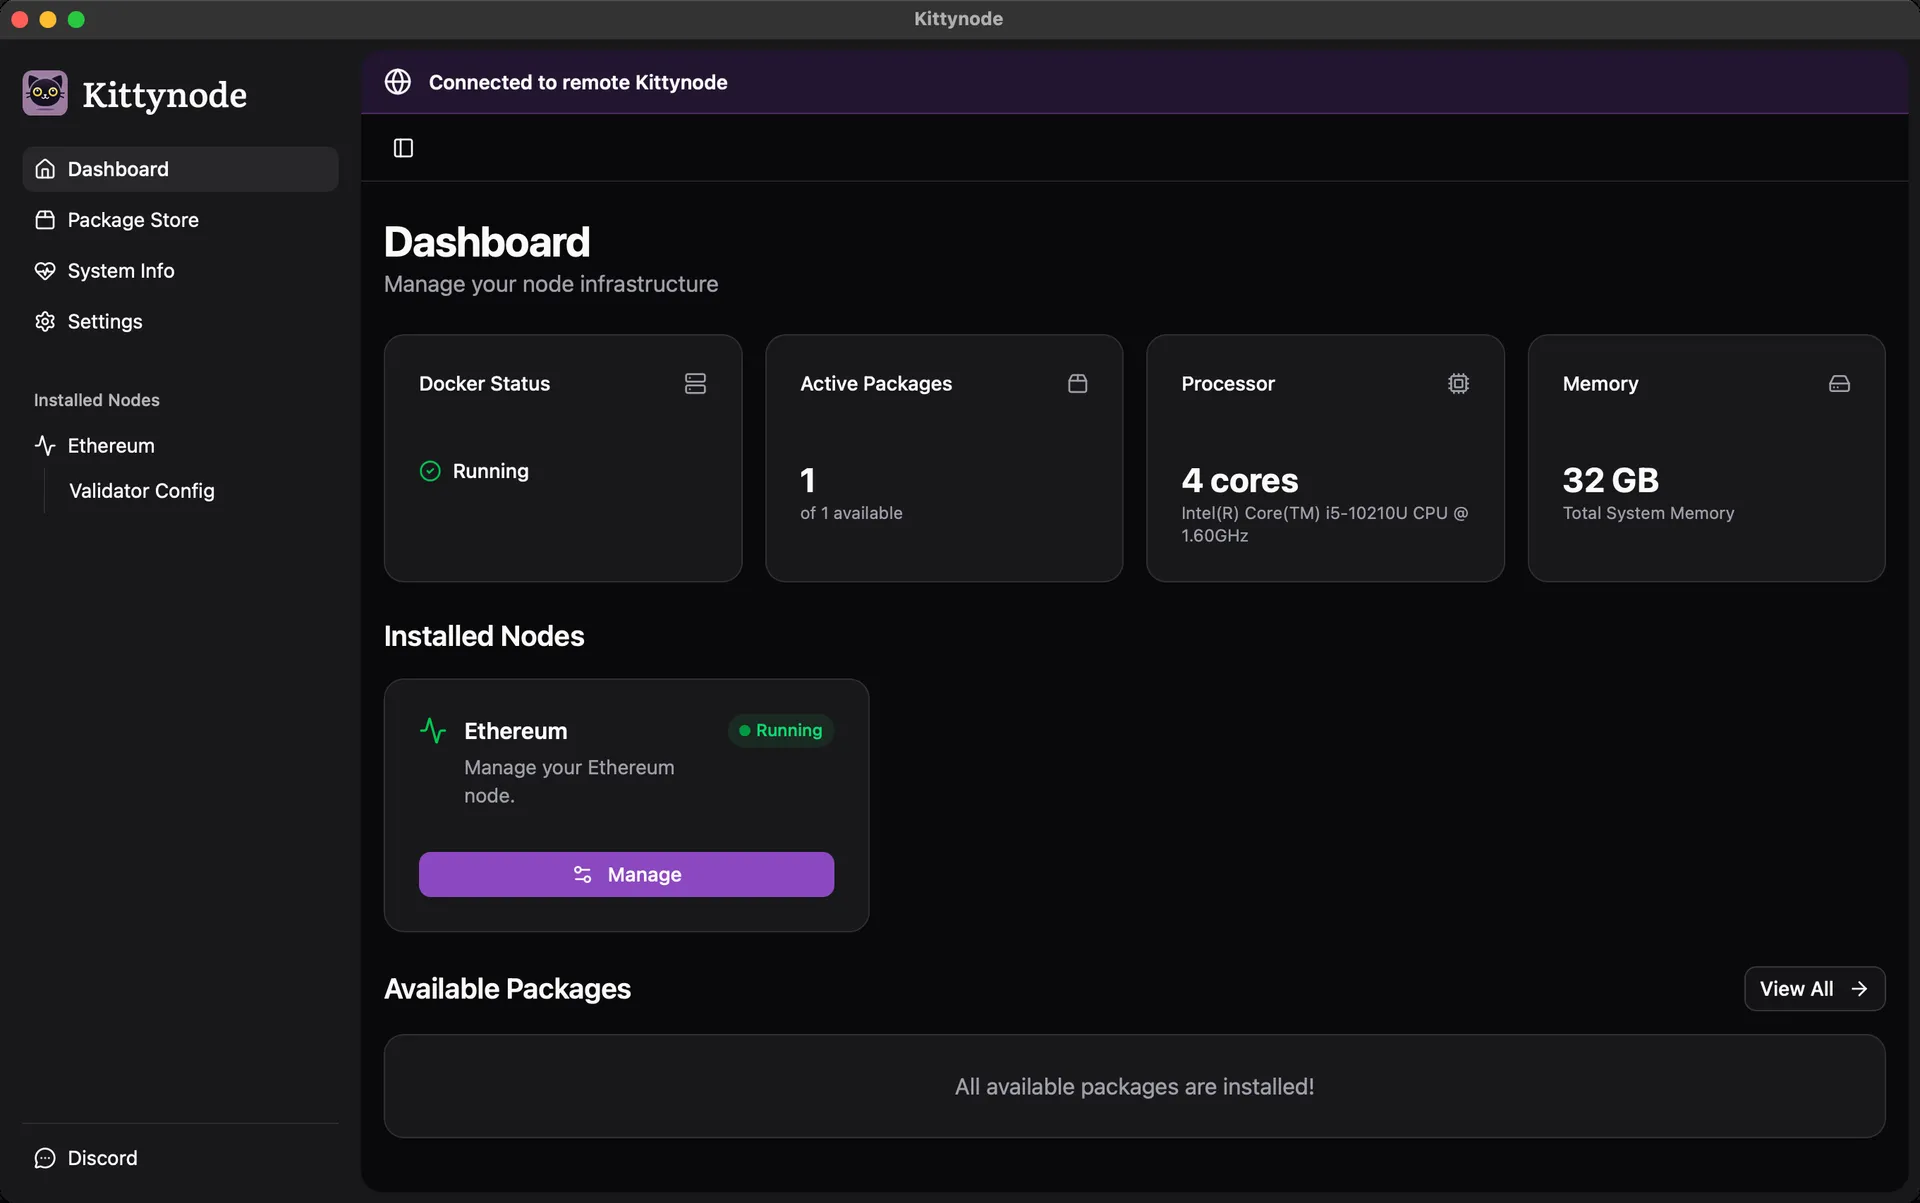 Kittynode
Kittynode
Dashboard
Package Store
System Info
Settings
Installed Nodes
Ethereum
Validator Config
Discord
Connected to remote Kittynode
Dashboard
Manage your node infrastructure
Docker Status
Running
Active Packages
1
of 1 available
Processor
4 cores
Intel(R) Core(TM) i5-10210U CPU @
1.60GHz
Memory
32 GB
Total System Memory
Installed Nodes
Ethereum
Running
Manage your Ethereum
node.
Manage
Available Packages
View All
All available packages are installed!